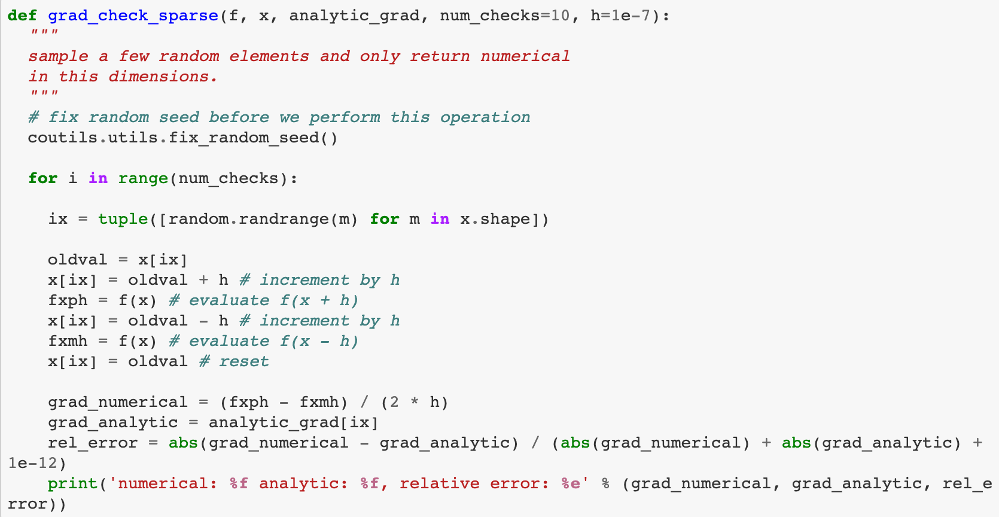 def grad_check_sparse(f, x, analytic_grad, num_checks=10, h=1e-7):
  """
  sample a few random elements and only return numerical
  in this dimensions.
  """
  # fix random seed before we perform this operation
  coutils.utils.fix_random_seed()
  for i in range(num_checks):
    ix = tuple([random.randrange(m) for m in x.shape])
    oldval = x[ix]
    x[ix] = oldval + h # increment by h
    fxph = f(x) # evaluate f(x + h)
    x[ix] = oldval - h # increment by h
    fxmh = f(x) # evaluate f(x - h)
    x[ix] = oldval # reset
    grad_numerical = (fxph - fxmh) / (2 * h)
    grad_analytic = analytic_grad[ix]
    rel_error = abs(grad_numerical - grad_analytic) / (abs(grad_numerical) + abs(grad_analytic) +
1e-12)
    print('numerical: %f analytic: %f, relative error: %e' % (grad_numerical, grad_analytic, rel_e
rror))